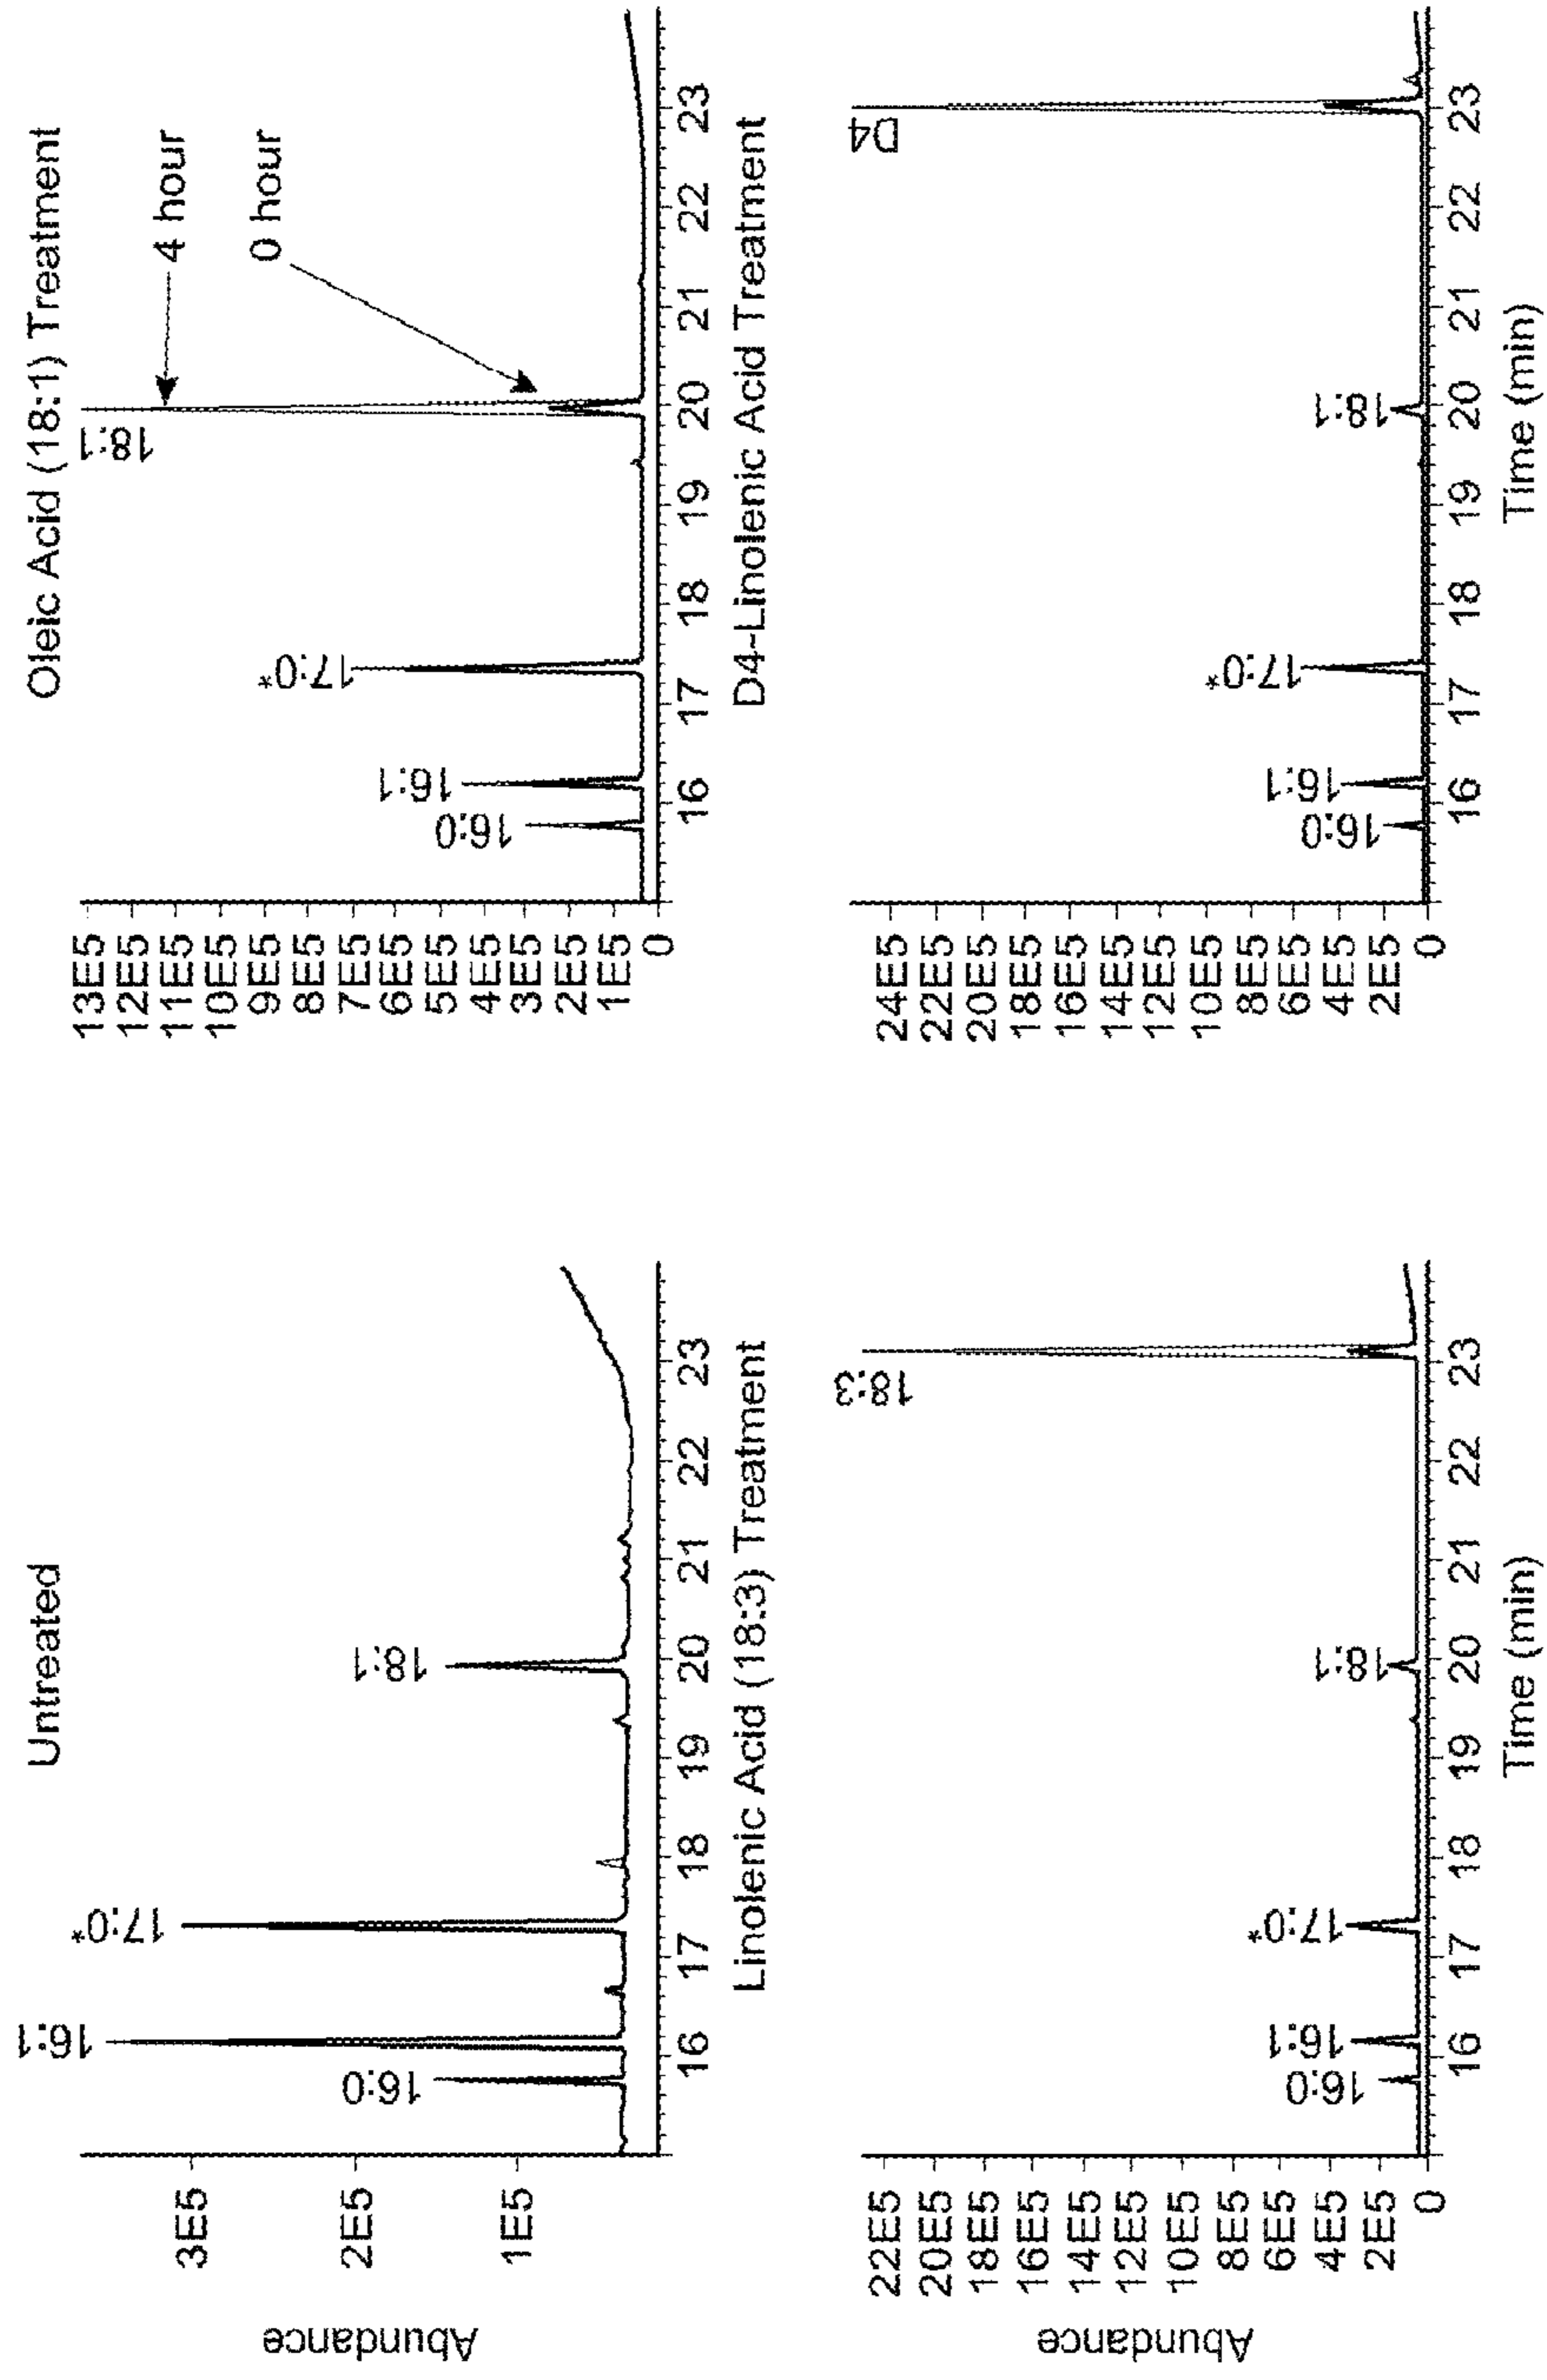 Untreated
Abundance
3E5
2E5
1E5
16:0
16:1
17:0*
18:1
16 17 18 19 20 21 22 23
Oleic Acid (18:1) Treatment
13E5
12E5
11E5
10E5
9E5
8E5
7E5
6E5
5E5
4E5
3E5
2E5
1E5
0
16:0
16:1
17:0*
18:1
4 hour
0 hour
16 17 18 19 20 21 22 23
Linolenic Acid (18:3) Treatment
Abundance
22E5
20E5
18E5
16E5
14E5
12E5
10E5
8E5
6E5
4E5
2E5
0
16:0
16:1
17:0*
18:1
18:3
16 17 18 19 20 21 22 23
Time (min)
D4-Linolenic Acid Treatment
24E5
22E5
20E5
18E5
16E5
14E5
12E5
10E5
8E5
6E5
4E5
2E5
0
16:0
16:1
17:0*
18:1
D4
16 17 18 19 20 21 22 23
Time (min)